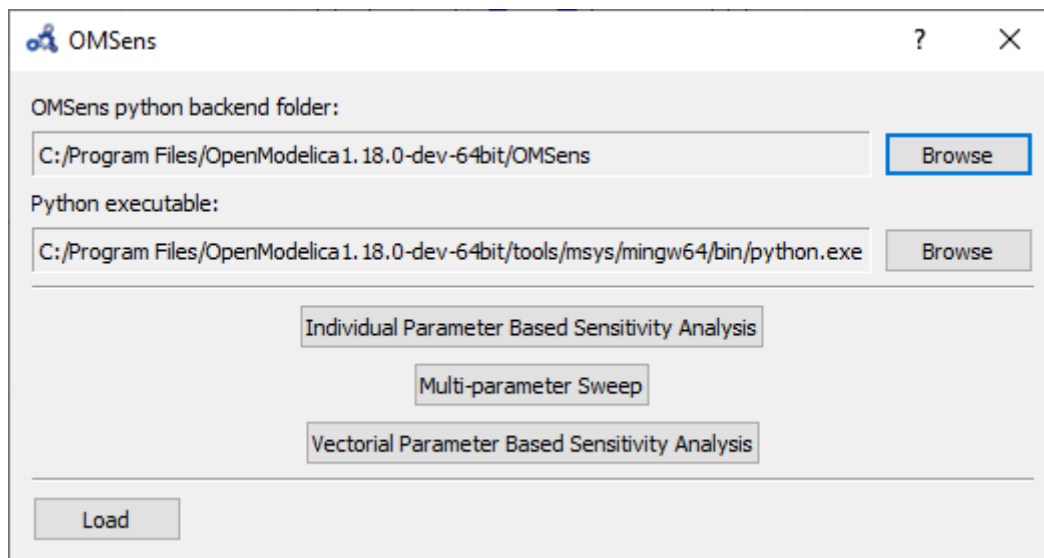 OMSens
?
OMSens python backend folder:
C:/Program Files/OpenModelica1.18.0-dev-64bit/OMSens
Browse
Python executable:
C:/Program Files/OpenModelica1.18.0-dev-64bit/tools/msys/mingw64/bin/python.exe
Browse
Individual Parameter Based Sensitivity Analysis
Multi-parameter Sweep
Vectorial Parameter Based Sensitivity Analysis
Load